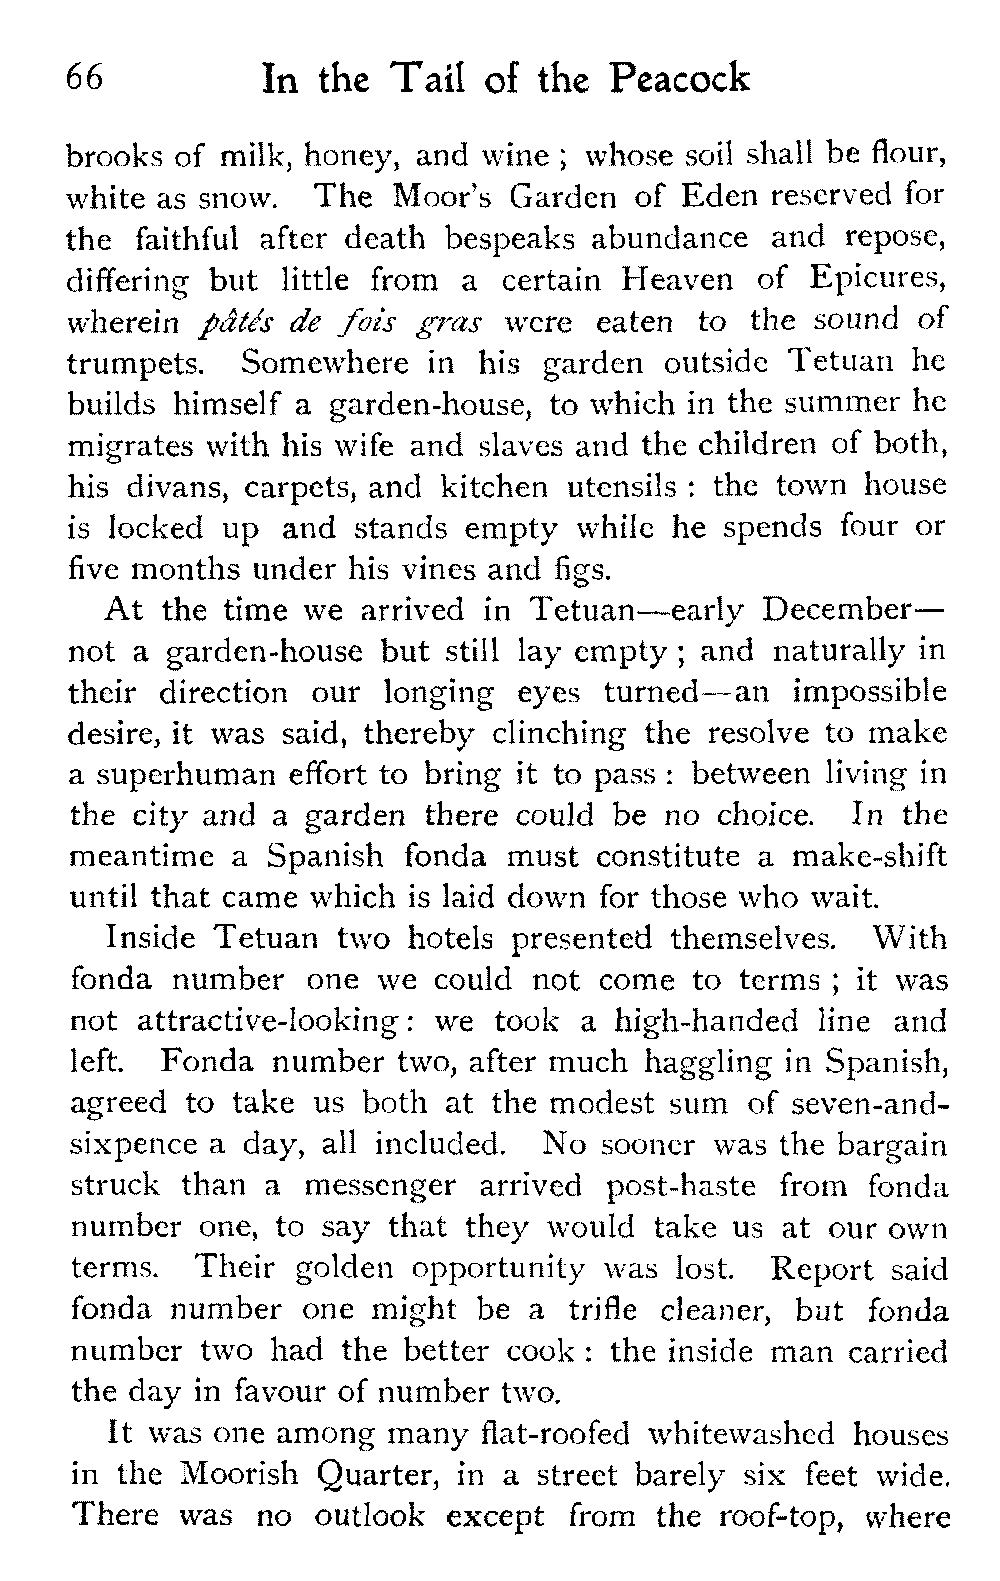 66 In the Tail of the Peacock
brooks of milk, honey, and wine ; whose soil shall be flour,
white as snow. The Moor's Garden of Eden reserved for
the faithful after death bespeaks abundance and repose,
differing but little from a certain Heaven of Epicures,
wherein pâtés de fois gras were eaten to the sound of
trumpets. Somewhere in his garden outside Tetuan he
builds himself a garden-house, to which in the summer he
migrates with his wife and slaves and the children of both,
his divans, carpets, and kitchen utensils : the town house
is locked up and stands empty while he spends four or
five months under his vines and figs.
At the time we arrived in Tetuan—early December—
not a garden-house but still lay empty ; and naturally in
their direction our longing eyes turned—an impossible
desire, it was said, thereby clinching the resolve to make
a superhuman effort to bring it to pass : between living in
the city and a garden there could be no choice. In the
meantime a Spanish fonda must constitute a make-shift
until that came which is laid down for those who wait.
Inside Tetuan two hotels presented themselves. With
fonda number one we could not come to terms ; it was
not attractive-looking : we took a high-handed line and
left. Fonda number two, after much haggling in Spanish,
agreed to take us both at the modest sum of seven-and-
sixpence a day, all included. No sooner was the bargain
struck than a messenger arrived post-haste from fonda
number one, to say that they would take us at our own
terms. Their golden opportunity was lost. Report said
fonda number one might be a trifle cleaner, but fonda
number two had the better cook : the inside man carried
the day in favour of number two.
It was one among many flat-roofed whitewashed houses
in the Moorish Quarter, in a street barely six feet wide.
There was no outlook except from the roof-top, where